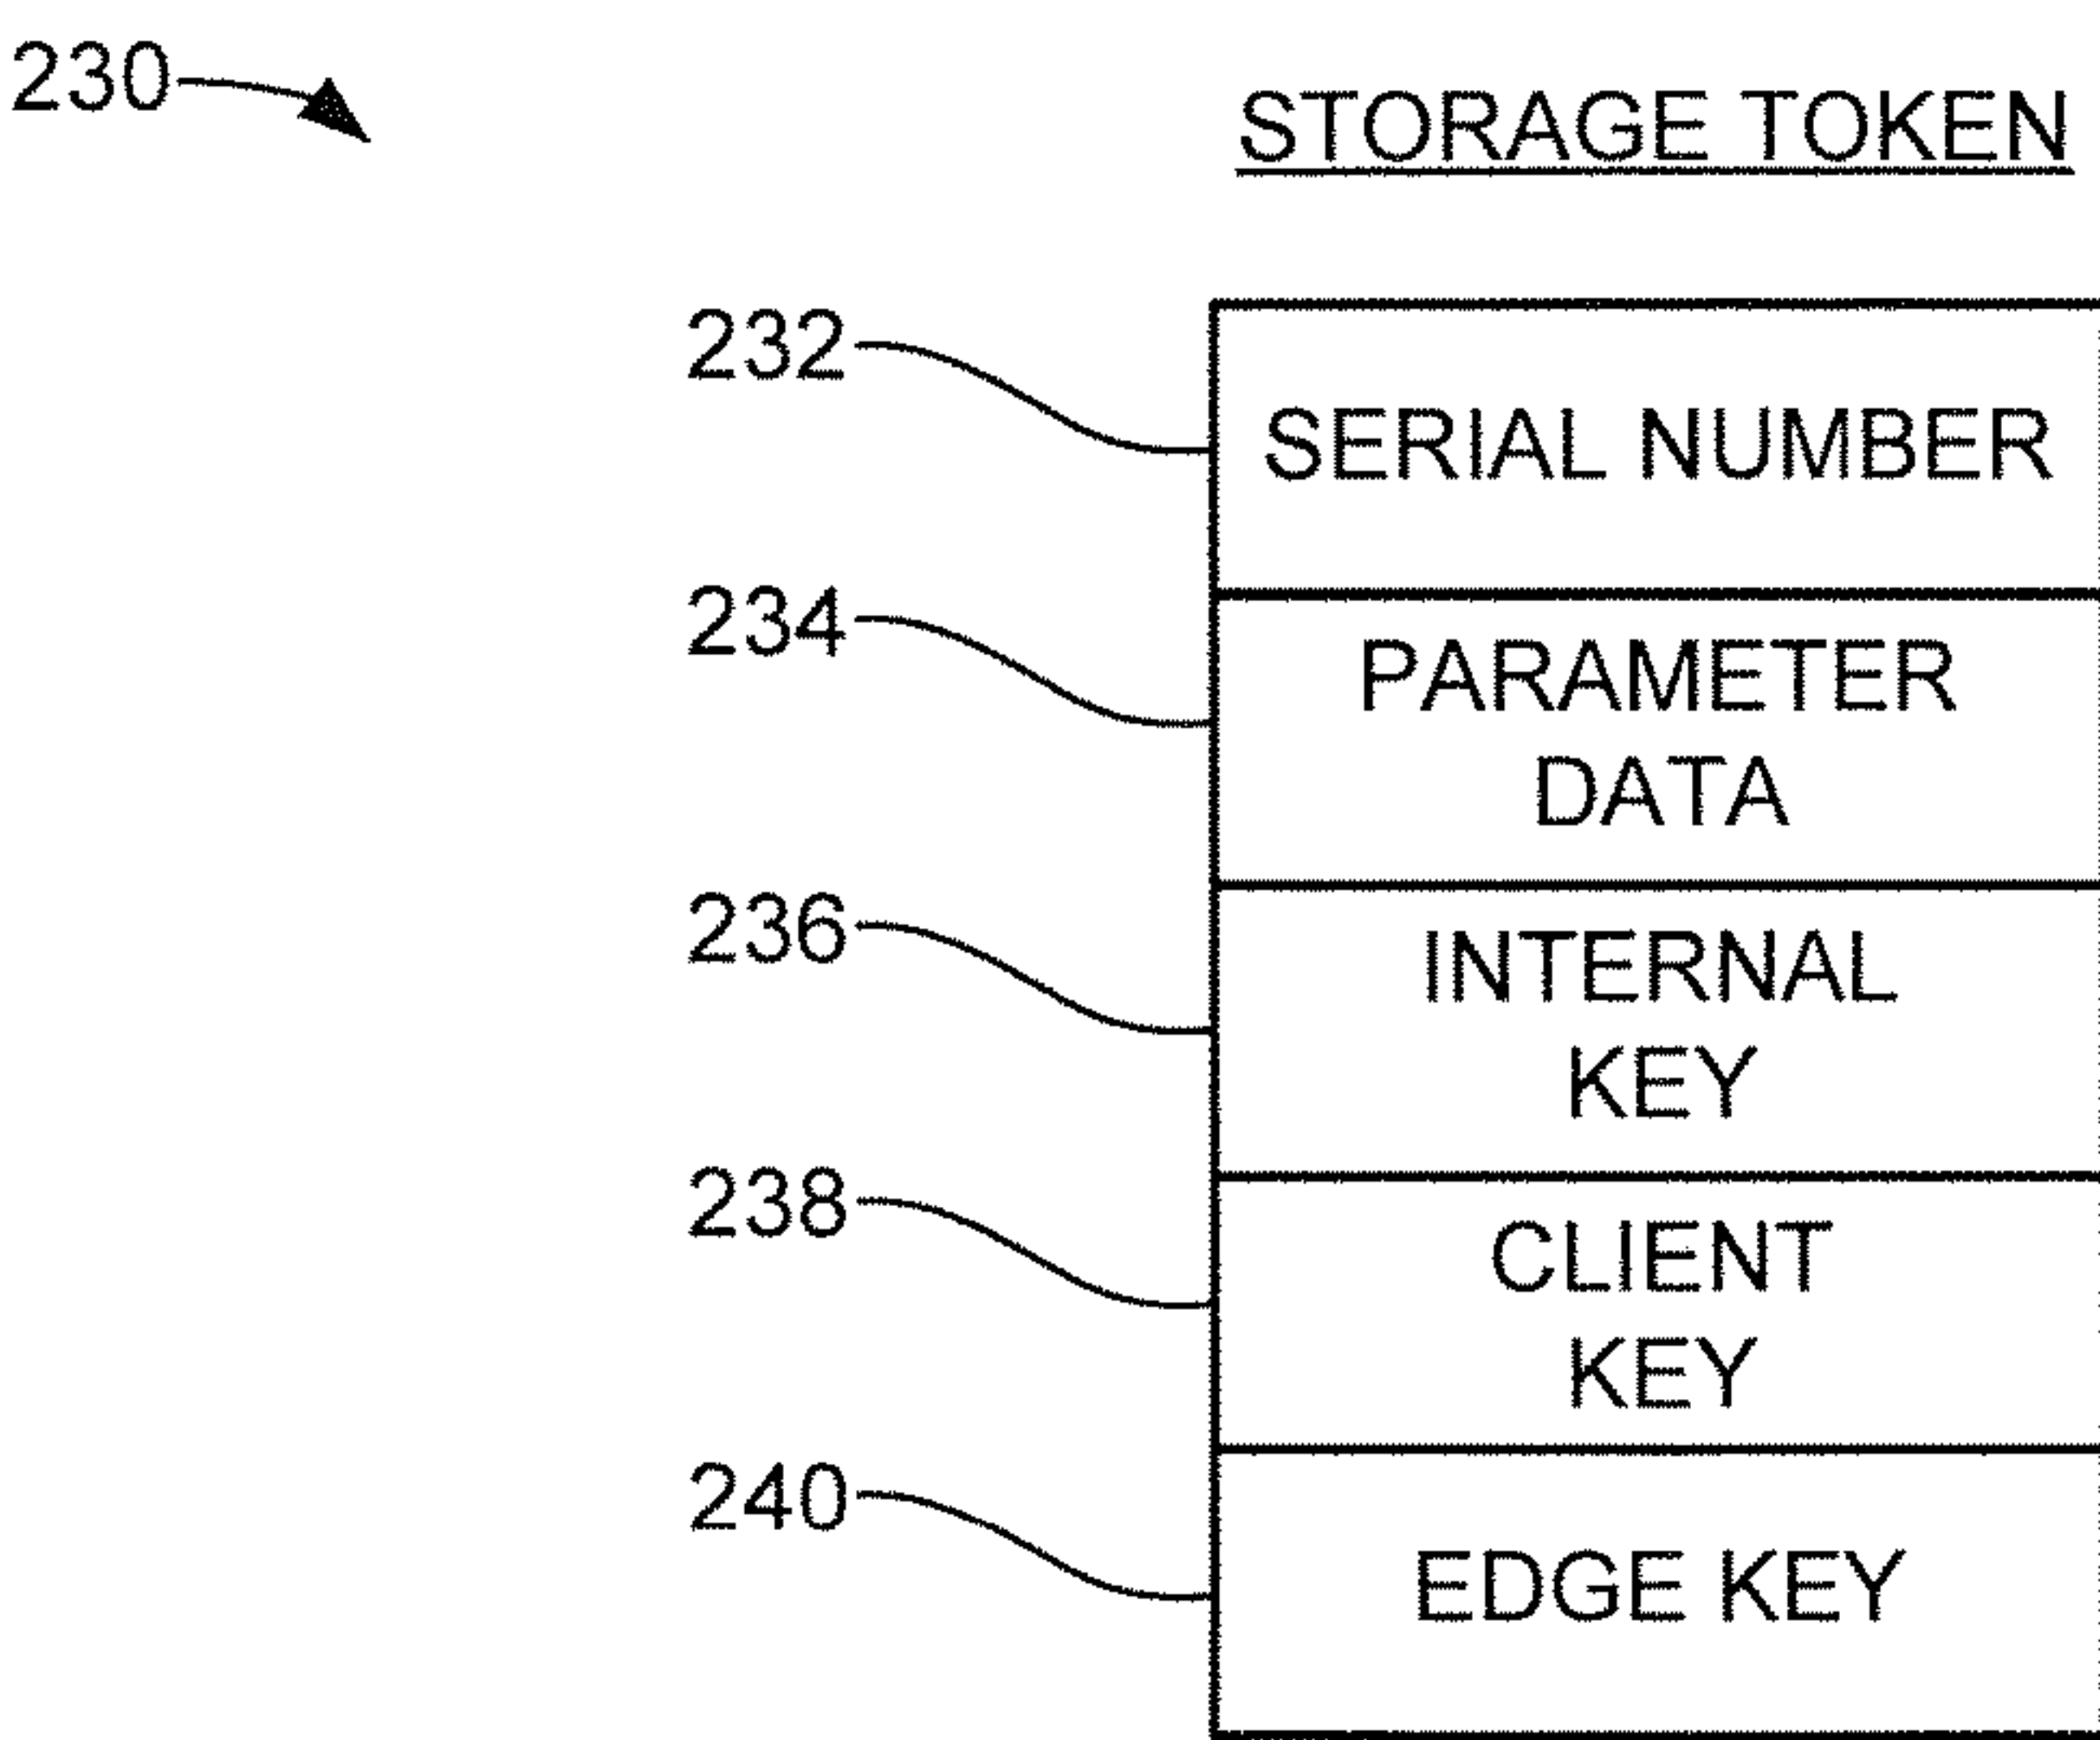 230
STORAGE TOKEN
232
SERIAL NUMBER
234
PARAMETER
DATA
236
INTERNAL
KEY
238
CLIENT
KEY
240
EDGE KEY